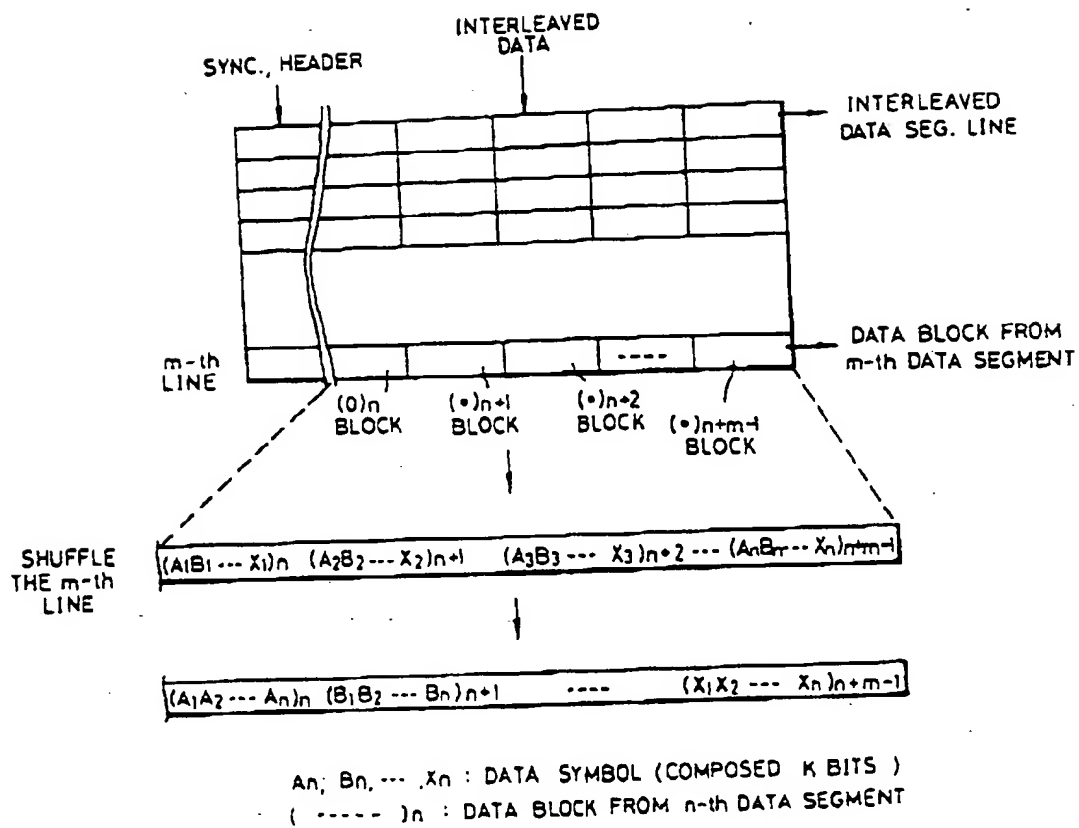 INTERLEAVED
DATA
SYNC., HEADER
INTERLEAVED
DATA SEG. LINE
m-th
LINE
DATA BLOCK FROM
m-th DATA SEGMENT
(0)n
BLOCK
(•)n+1
BLOCK
(•)n+2
BLOCK
(•)n+m-1
BLOCK
SHUFFLE
THE m-th
LINE
(A1B1 --- X1)n (A2B2 --- X2)n+1 (A3B3 --- X3)n+2 --- (AnBn --- Xn)n+m-1
(A1A2 --- An)n (B1B2 --- Bn)n+1 ---- (X1X2 --- Xn)n+m-1
An; Bn, --- ,Xn : DATA SYMBOL (COMPOSED K BITS )
( ----- )n : DATA BLOCK FROM n-th DATA SEGMENT